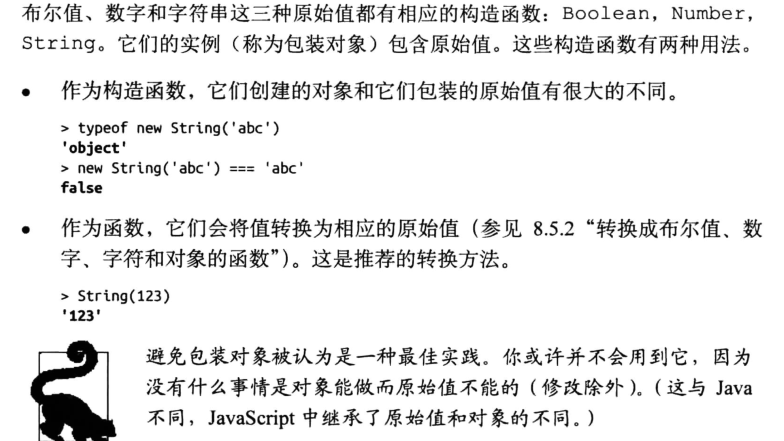 布尔值、数字和字符串这三种原始值都有相应的构造函数：Boolean，Number，
String。它们的实例（称为包装对象）包含原始值。这些构造函数有两种用法。
• 作为构造函数，它们创建的对象和它们包装的原始值有很大的不同。
> typeof new String('abc')
'object'
> new String('abc') === 'abc'
false
• 作为函数，它们会将值转换为相应的原始值（参见 8.5.2“转换成布尔值、数
字、字符和对象的函数”）。这是推荐的转换方法。
> String(123)
'123'
避免包装对象被认为是一种最佳实践。你或许并不会用到它，因为
没有什么事情是对象能做而原始值不能的（修改除外）。（这与 Java
不同，JavaScript 中继承了原始值和对象的不同。）